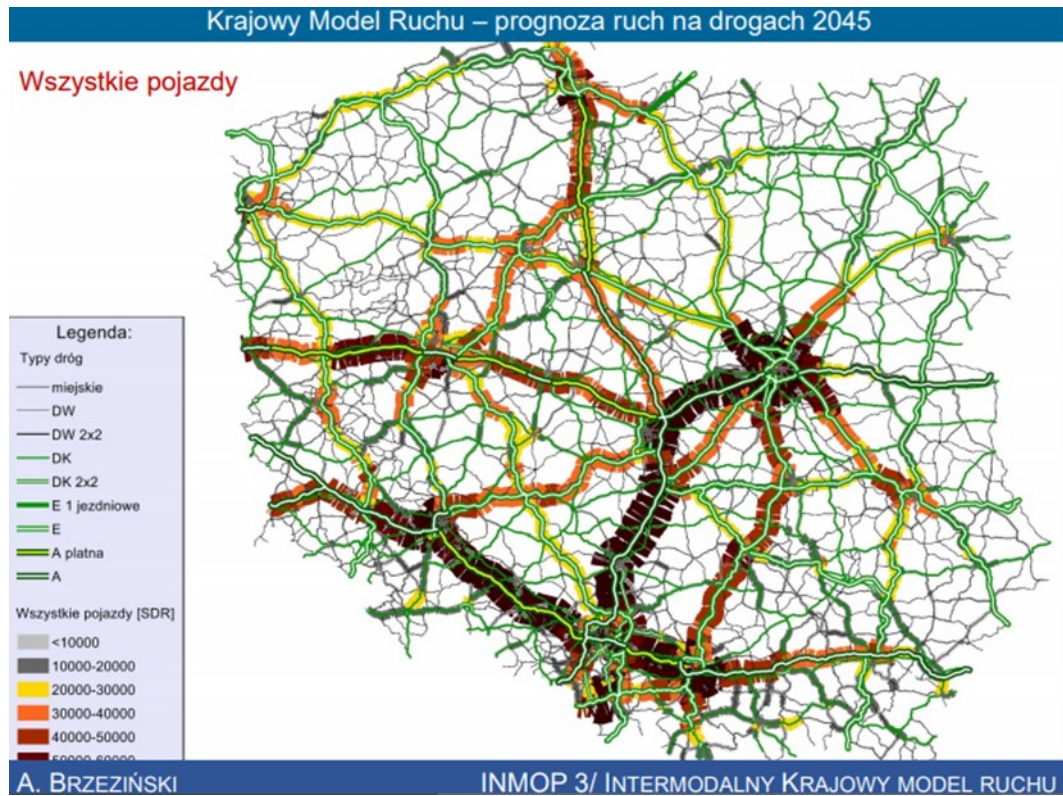 Krajowy Model Ruchu – prognoza ruch na drogach 2045
Wszystkie pojazdy
Legenda:
Typy dróg
miejskie
DW
DW 2x2
DK
DK 2x2
E 1 jezdniowe
E
A płatna
A
Wszystkie pojazdy [SDR]
<10000
10000-20000
20000-30000
30000-40000
40000-50000
50000-60000
A. BRZEZIŃSKI
INMOP 3/ INTERMODALNY KRAJOWY MODEL RUCHU